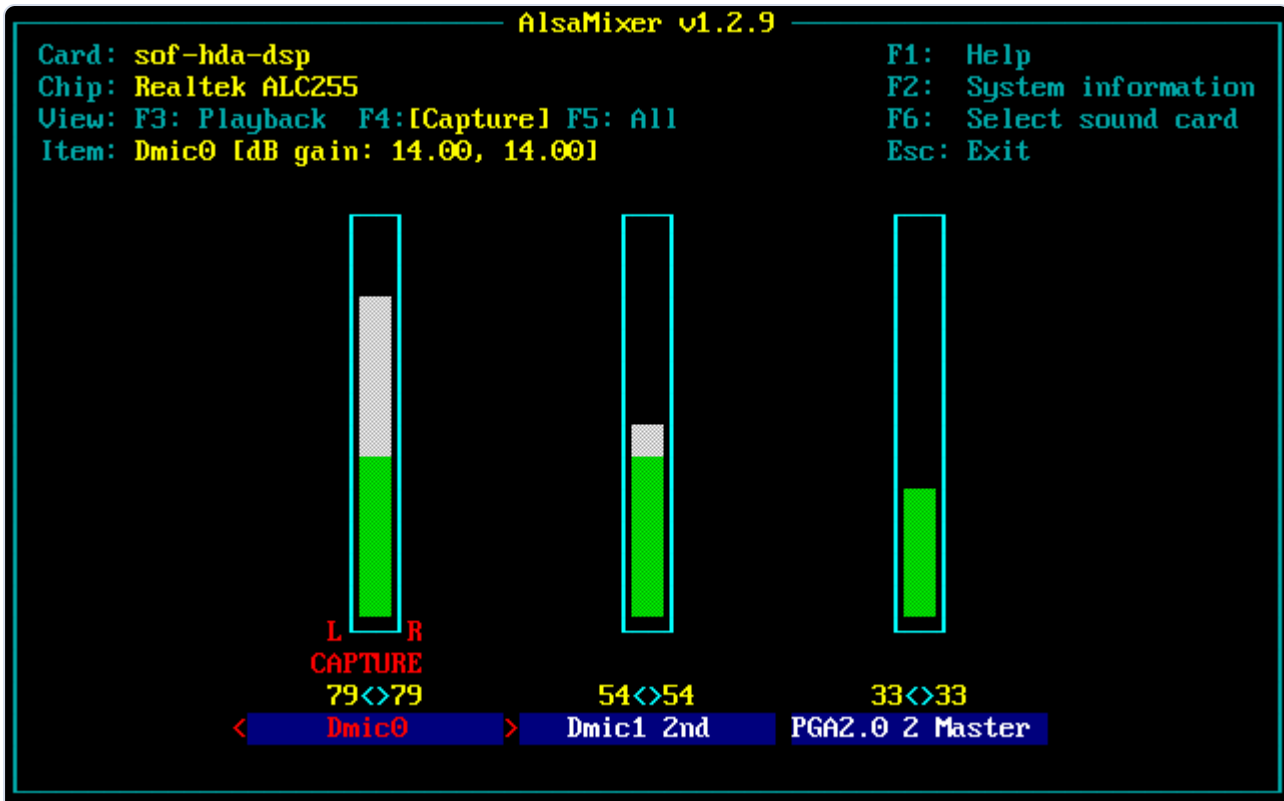 AlsaMixer v1.2.9
Card: sof-hda-dsp F1: Help
Chip: Realtek ALC255 F2: System information
View: F3: Playback F4:[Capture] F5: All F6: Select sound card
Item: Dmic0 [dB gain: 14.00, 14.00] Esc: Exit
L R
CAPTURE
79<>79 54<>54 33<>33
< Dmic0 > Dmic1 2nd PGA2.0 2 Master